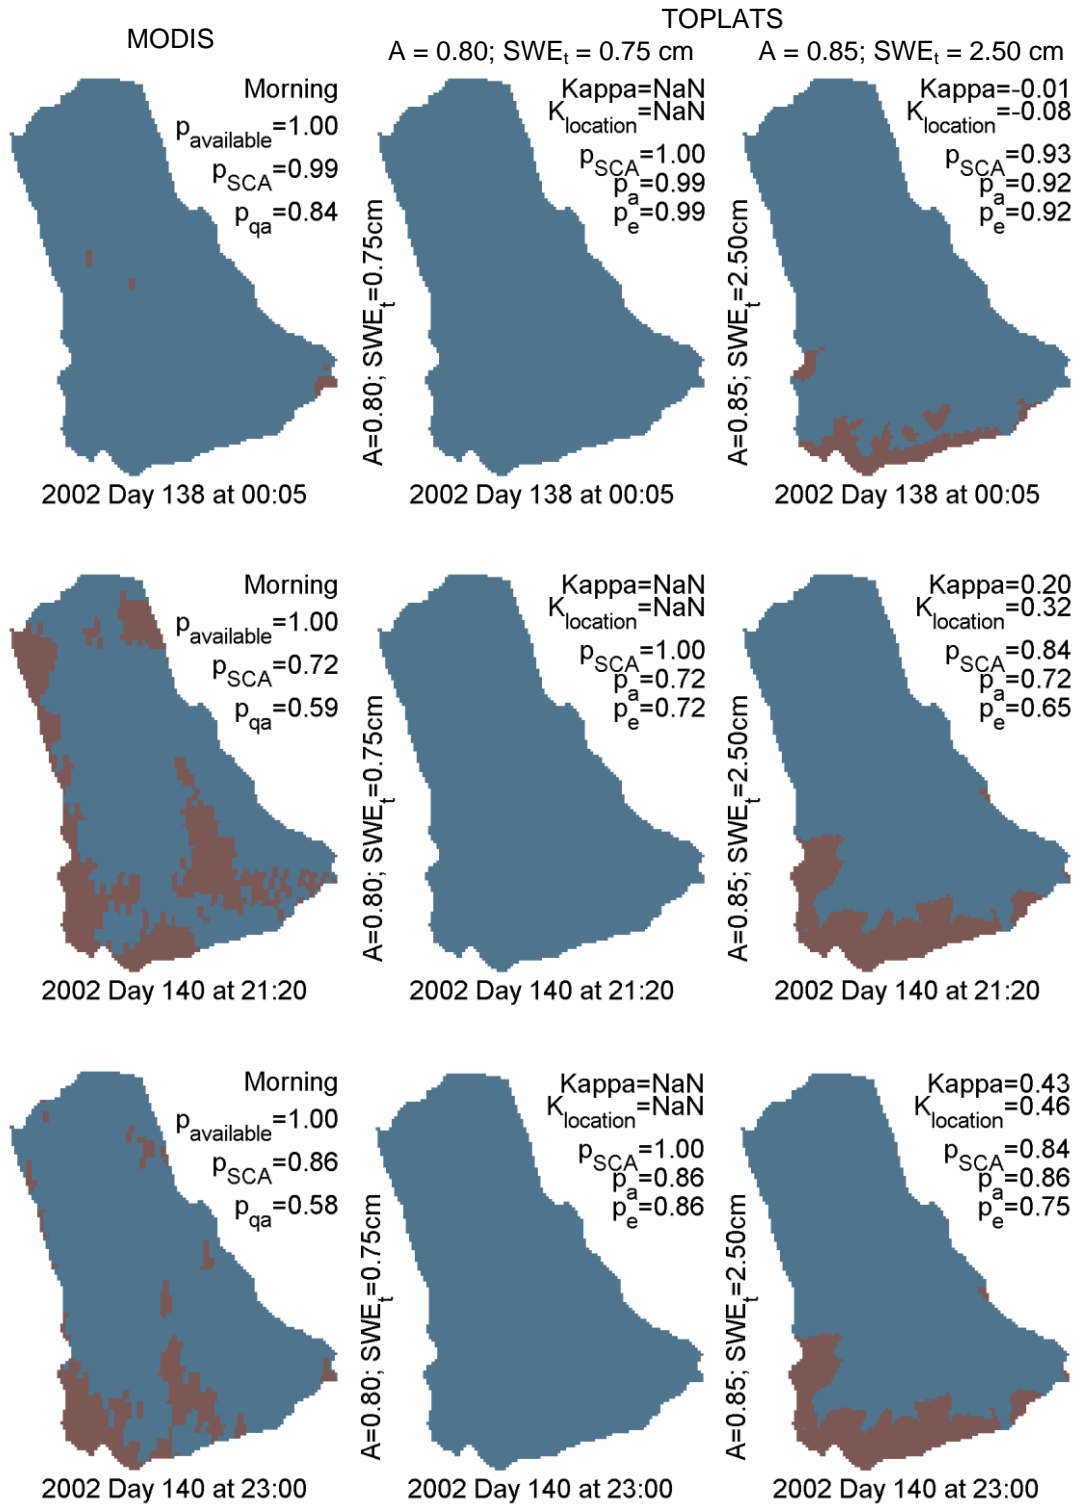 MODIS
TOPLATS
A = 0.80; SWEt = 0.75 cm
A = 0.85; SWEt = 2.50 cm
Morning
pavailable=1.00
pSCA=0.99
pqa=0.84
2002 Day 138 at 00:05
A=0.80; SWEt=0.75cm
Kappa=NaN
Klocation=NaN
pSCA=1.00
pa=0.99
pe=0.99
2002 Day 138 at 00:05
A=0.85; SWEt=2.50cm
Kappa=-0.01
Klocation=-0.08
pSCA=0.93
pa=0.92
pe=0.92
2002 Day 138 at 00:05
Morning
pavailable=1.00
pSCA=0.72
pqa=0.59
2002 Day 140 at 21:20
A=0.80; SWEt=0.75cm
Kappa=NaN
Klocation=NaN
pSCA=1.00
pa=0.72
pe=0.72
2002 Day 140 at 21:20
A=0.85; SWEt=2.50cm
Kappa=0.20
Klocation=0.32
pSCA=0.84
pa=0.72
pe=0.65
2002 Day 140 at 21:20
Morning
pavailable=1.00
pSCA=0.86
pqa=0.58
2002 Day 140 at 23:00
A=0.80; SWEt=0.75cm
Kappa=NaN
Klocation=NaN
pSCA=1.00
pa=0.86
pe=0.86
2002 Day 140 at 23:00
A=0.85; SWEt=2.50cm
Kappa=0.43
Klocation=0.46
pSCA=0.84
pa=0.86
pe=0.75
2002 Day 140 at 23:00